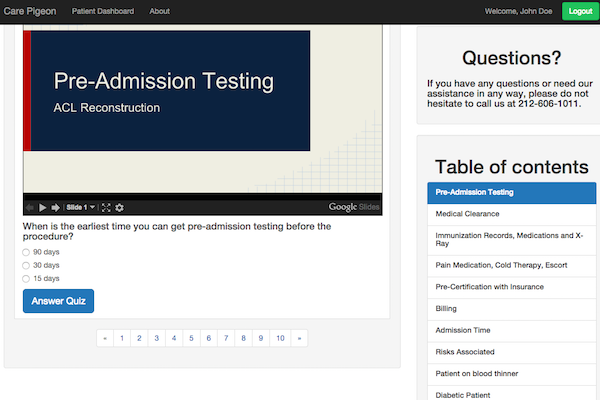 Care Pigeon
Patient Dashboard
About
Welcome, John Doe
Logout
Pre-Admission Testing
ACL Reconstruction
Slide 1
Google Slides
When is the earliest time you can get pre-admission testing before the
procedure?
90 days
30 days
15 days
Answer Quiz
« 1 2 3 4 5 6 7 8 9 10 »
Questions?
If you have any questions or need our
assistance in any way, please do not
hesitate to call us at 212-606-1011.
Table of contents
Pre-Admission Testing
Medical Clearance
Immunization Records, Medications and X-
Ray
Pain Medication, Cold Therapy, Escort
Pre-Certification with Insurance
Billing
Admission Time
Risks Associated
Patient on blood thinner
Diabetic Patient